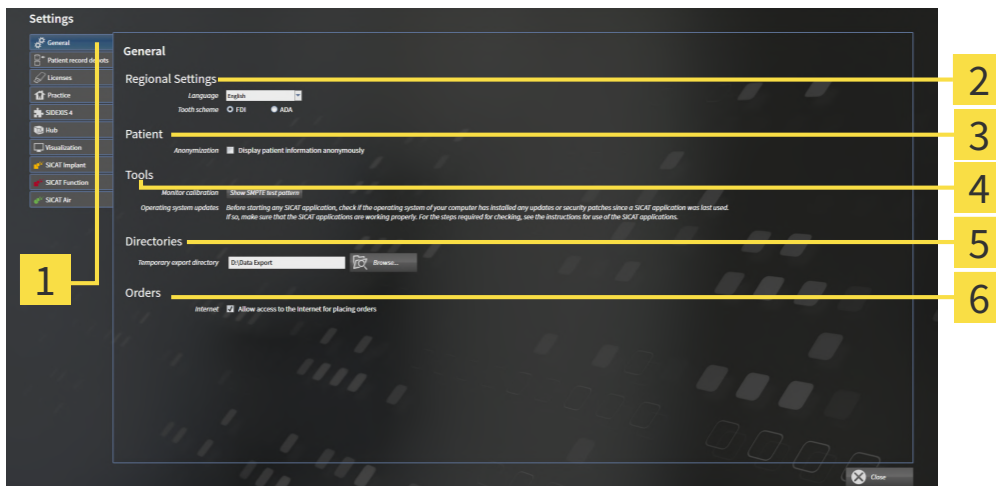 Settings
General
Patient record depots
Licenses
Practice
SIDEXIS 4
Hub
Visualization
SICAT Implant
SICAT Function
SICAT Air
1
General
Regional Settings
2
Language English
Tooth scheme FDI ADA
Patient
3
Anonymization Display patient information anonymously
Tools
4
Monitor calibration Show SMPTE test pattern
Operating system updates Before starting any SICAT application, check if the operating system of your computer has installed any updates or security patches since a SICAT application was last used.
If so, make sure that the SICAT applications are working properly. For the steps required for checking, see the instructions for use of the SICAT applications.
Directories
5
Temporary export directory D:\Data Export Browse...
Orders
6
Internet Allow access to the Internet for placing orders
Close